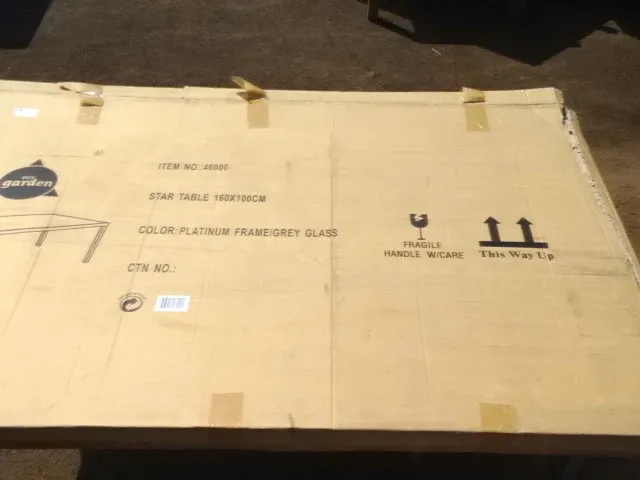 garden
ITEM NO.:46000
STAR TABLE 160X100CM
COLOR:PLATINUM FRAME/GREY GLASS
CTN NO.:
FRAGILE
HANDLE W/CARE
This Way Up